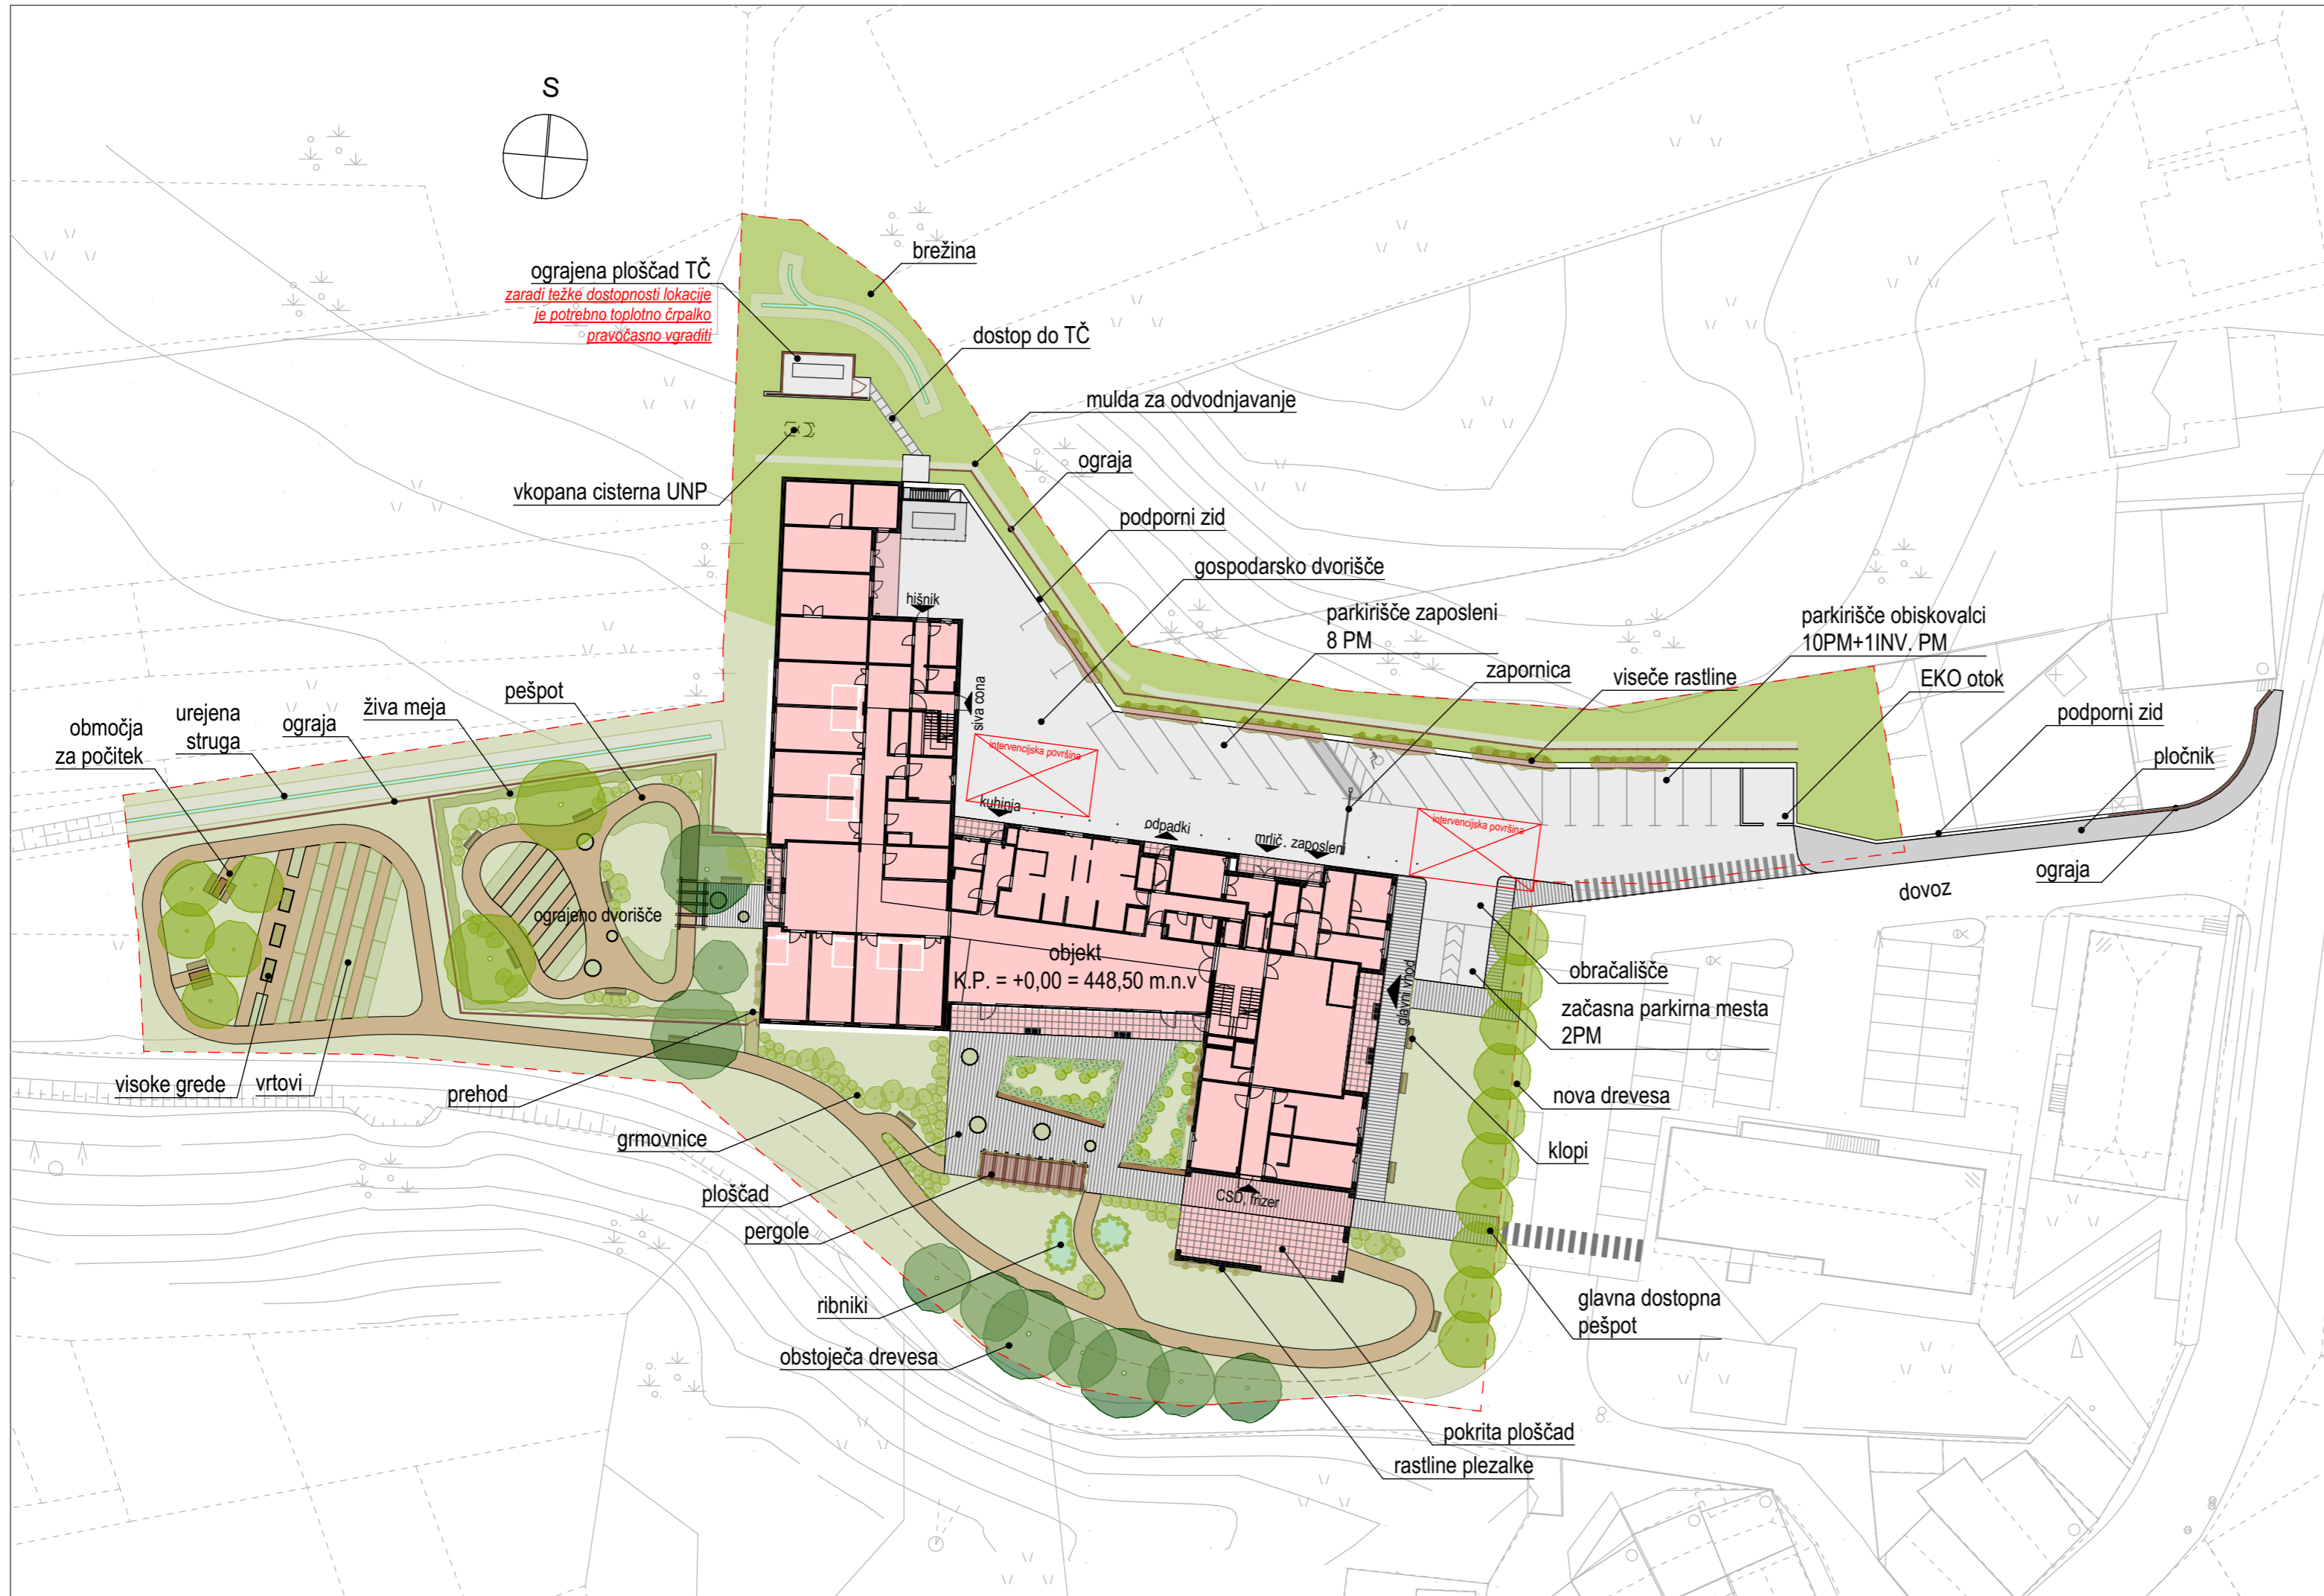 S
brežina
ograjena ploščad TČ
zaradi težke dostopnosti lokacije
je potrebno toplotno črpalko
pravočasno vgraditi
dostop do TČ
mulda za odvodnjavanje
ograja
vkopana cisterna UNP
podporni zid
gospodarsko dvorišče
hišnik
parkirišče zaposleni
8 PM
parkirišče obiskovalci
10PM+1INV. PM
zapornica
viseče rastline
EKO otok
podporni zid
pločnik
siva cona
pešpot
živa meja
urejena
struga
ograja
območja
za počitek
intervencijska površina
kuhinja
odpadki
mrlič.
zaposleni
intervencijska površina
ograja
dovoz
ograjeno dvorišče
objekt
K.P. = +0,00 = 448,50 m.n.v
glavni vhod
obračališče
začasna parkirna mesta
2PM
visoke grede
vrtovi
prehod
nova drevesa
grmovnice
klopi
ploščad
CSD, frizer
pergole
ribniki
glavna dostopna
pešpot
obstoječa drevesa
pokrita ploščad
rastline plezalke